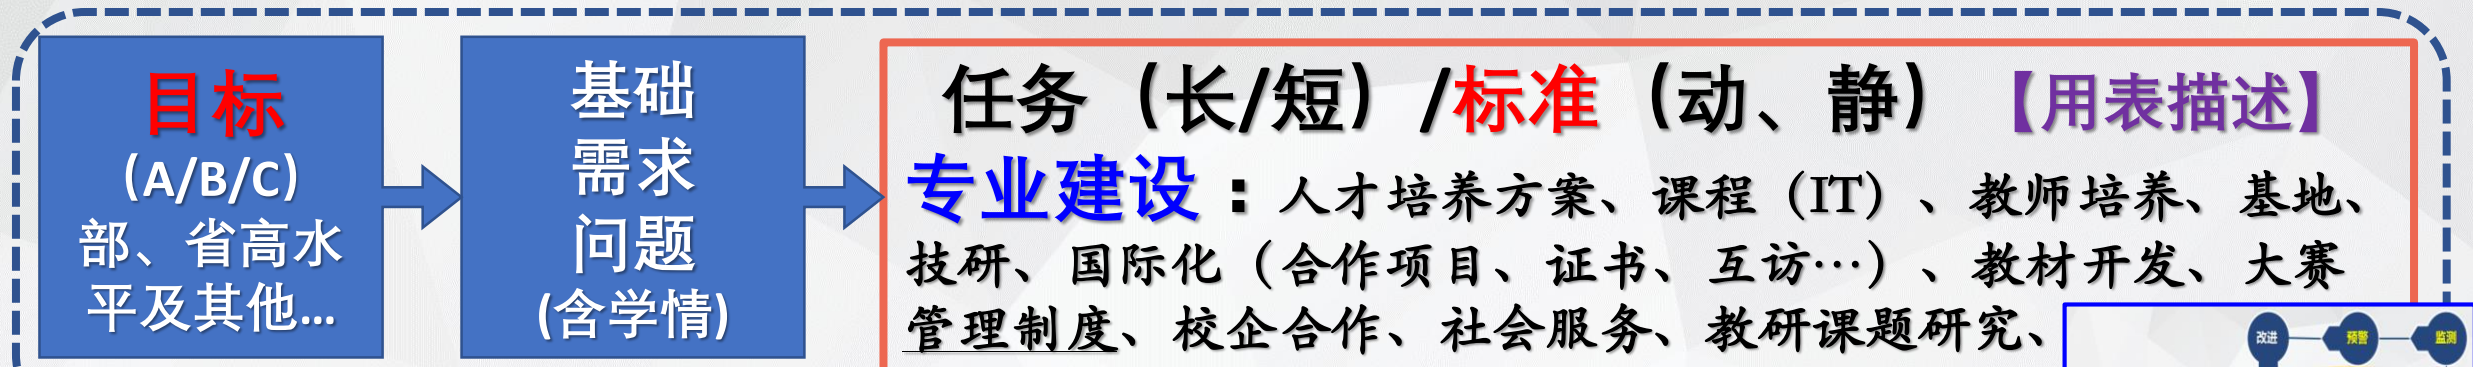 目标
(A/B/C)
部、省高水
平及其他...
基础
需求
问题
(含学情)
任务（长/短）/标准（动、静）【用表描述】
专业建设：人才培养方案、课程（IT）、教师培养、基地、
技研、国际化（合作项目、证书、互访…）、教材开发、大赛
管理制度、校企合作、社会服务、教研课题研究、
改进 预警 监测